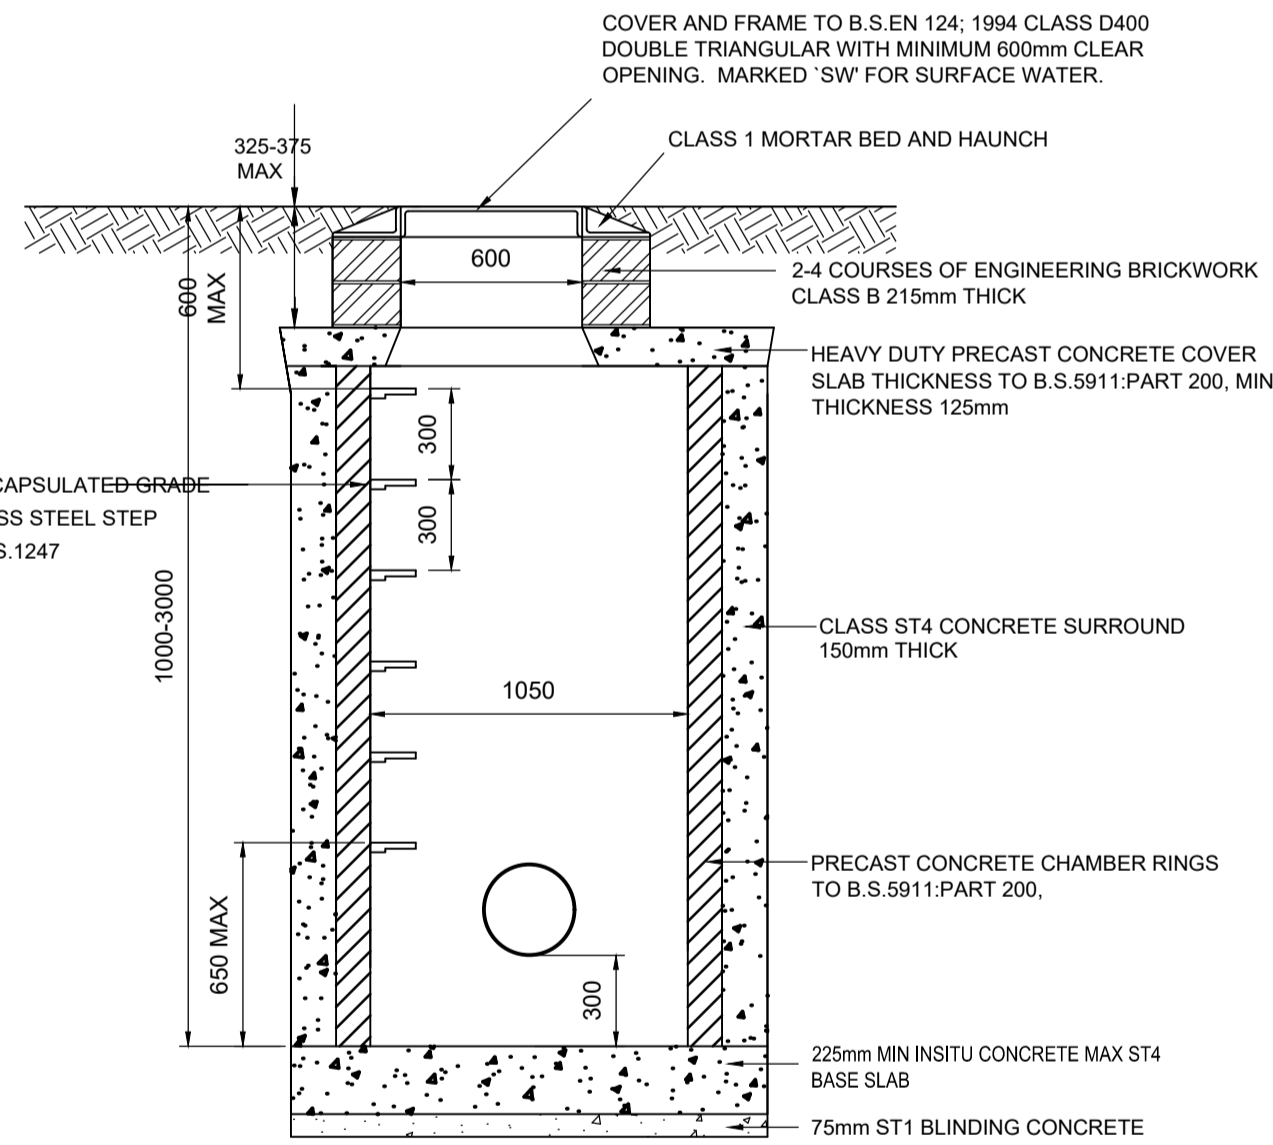 COVER AND FRAME TO B.S.EN 124; 1994 CLASS D400
DOUBLE TRIANGULAR WITH MINIMUM 600mm CLEAR
OPENING. MARKED `SW' FOR SURFACE WATER.
CLASS 1 MORTAR BED AND HAUNCH
325-375
MAX
600
MAX
600
2-4 COURSES OF ENGINEERING BRICKWORK
CLASS B 215mm THICK
HEAVY DUTY PRECAST CONCRETE COVER
SLAB THICKNESS TO B.S.5911:PART 200, MIN
THICKNESS 125mm
300
300
CAPSULATED GRADE
SS STEEL STEP
S.1247
1000-3000
CLASS ST4 CONCRETE SURROUND
150mm THICK
1050
PRECAST CONCRETE CHAMBER RINGS
TO B.S.5911:PART 200,
650 MAX
300
225mm MIN INSITU CONCRETE MAX ST4
BASE SLAB
75mm ST1 BLINDING CONCRETE